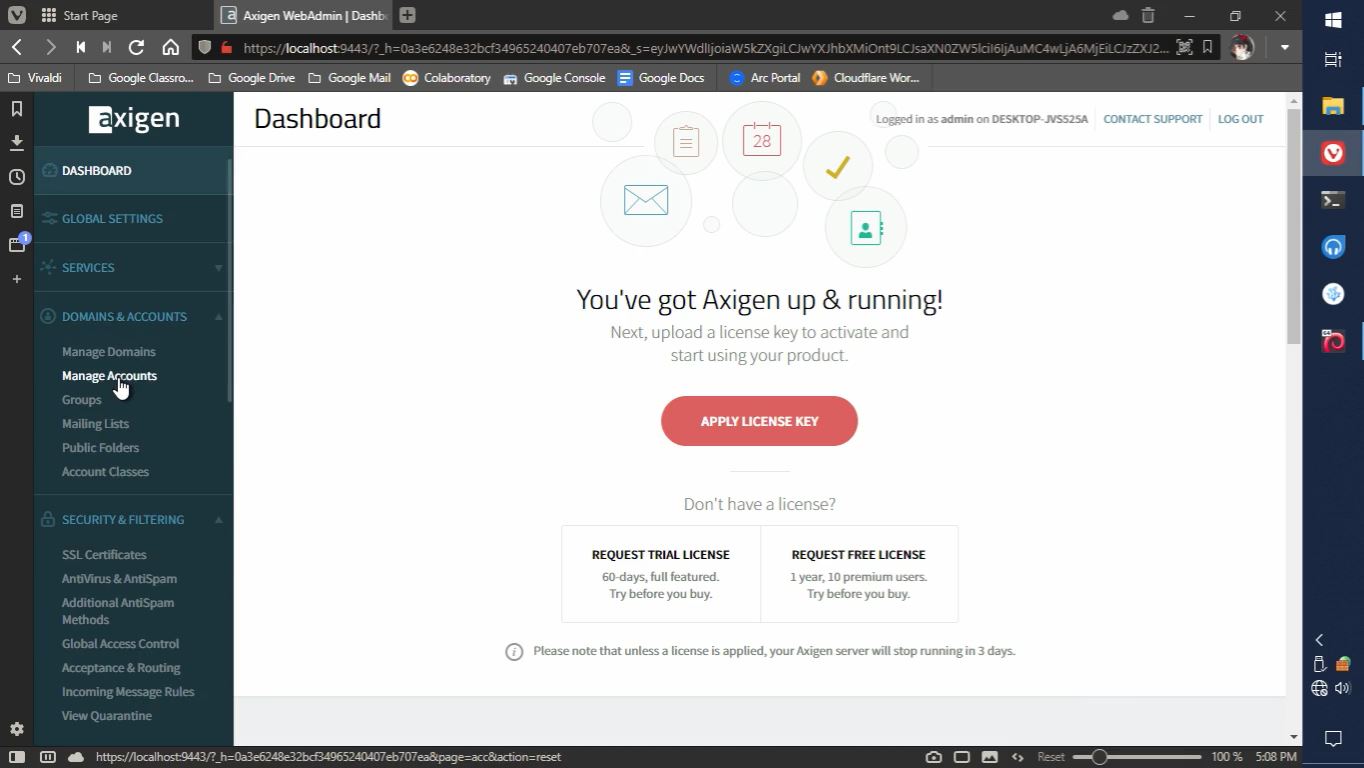 Start Page
Axigen WebAdmin | Dashb
https://localhost:9443/?_h=0a3e6248e32bcf34965240407eb707ea&_s=eyJwYWdlIjoiaW5kZXgiLCJwYXJhbXMiOnt9LCJsaXN0ZW5lciI6IjAuMC4wLjA6MjEiLCJzZXJ2...
Vivaldi
Google Classro...
Google Drive
Google Mail
Colaboratory
Google Console
Google Docs
Arc Portal
Cloudflare Wor...
axigen
Dashboard
Logged in as admin on DESKTOP-JVS525A
CONTACT SUPPORT
LOG OUT
DASHBOARD
GLOBAL SETTINGS
SERVICES
DOMAINS & ACCOUNTS
Manage Domains
Manage Accounts
Groups
Mailing Lists
Public Folders
Account Classes
SECURITY & FILTERING
SSL Certificates
AntiVirus & AntiSpam
Additional AntiSpam
Methods
Global Access Control
Acceptance & Routing
Incoming Message Rules
View Quarantine
28
You've got Axigen up & running!
Next, upload a license key to activate and
start using your product.
APPLY LICENSE KEY
Don't have a license?
REQUEST TRIAL LICENSE
60-days, full featured.
Try before you buy.
REQUEST FREE LICENSE
1 year, 10 premium users.
Try before you buy.
Please note that unless a license is applied, your Axigen server will stop running in 3 days.
1
https://localhost:9443/?_h=0a3e6248e32bcf34965240407eb707ea&page=acc&action=reset
Reset
100 %
5:08 PM